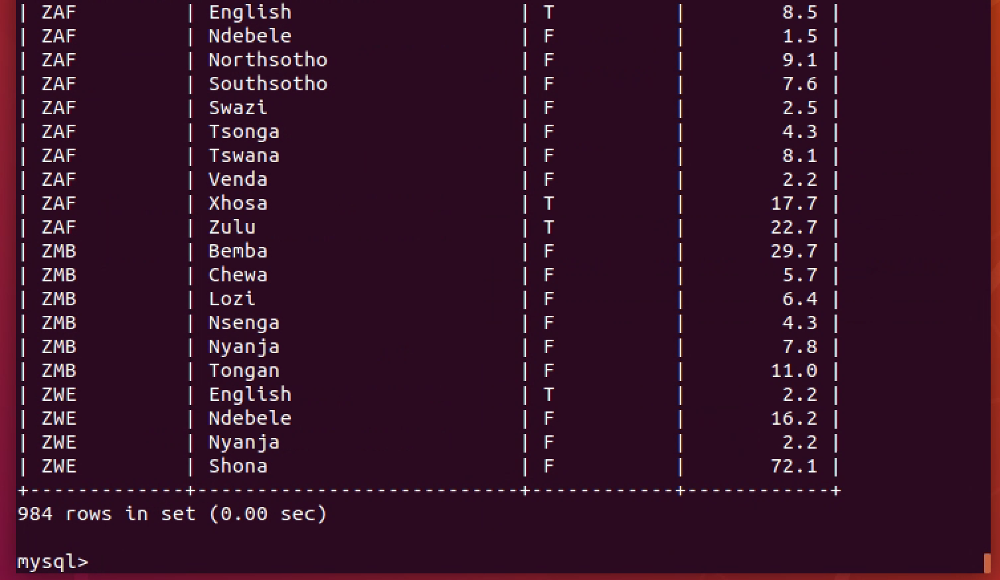 | ZAF         | English                    | T          |        8.5 |
| ZAF         | Ndebele                    | F          |        1.5 |
| ZAF         | Northsotho                 | F          |        9.1 |
| ZAF         | Southsotho                 | F          |        7.6 |
| ZAF         | Swazi                      | F          |        2.5 |
| ZAF         | Tsonga                     | F          |        4.3 |
| ZAF         | Tswana                     | F          |        8.1 |
| ZAF         | Venda                      | F          |        2.2 |
| ZAF         | Xhosa                      | T          |       17.7 |
| ZAF         | Zulu                       | T          |       22.7 |
| ZMB         | Bemba                      | F          |       29.7 |
| ZMB         | Chewa                      | F          |        5.7 |
| ZMB         | Lozi                       | F          |        6.4 |
| ZMB         | Nsenga                     | F          |        4.3 |
| ZMB         | Nyanja                     | F          |        7.8 |
| ZMB         | Tongan                     | F          |       11.0 |
| ZWE         | English                    | T          |        2.2 |
| ZWE         | Ndebele                    | F          |       16.2 |
| ZWE         | Nyanja                     | F          |        2.2 |
| ZWE         | Shona                      | F          |       72.1 |
+-------------+---------------------------+------------+------------+
984 rows in set (0.00 sec)
mysql>